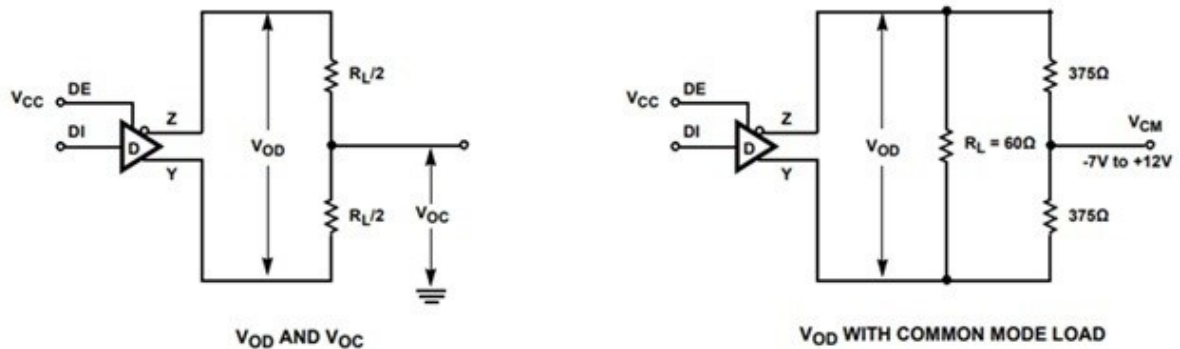 VCC
DE
DI
D
Z
Y
VOD
RL/2
RL/2
VOC
VOD AND VOC
VCC
DE
DI
D
Z
Y
VOD
RL = 60Ω
375Ω
VCM
-7V to +12V
375Ω
VOD WITH COMMON MODE LOAD